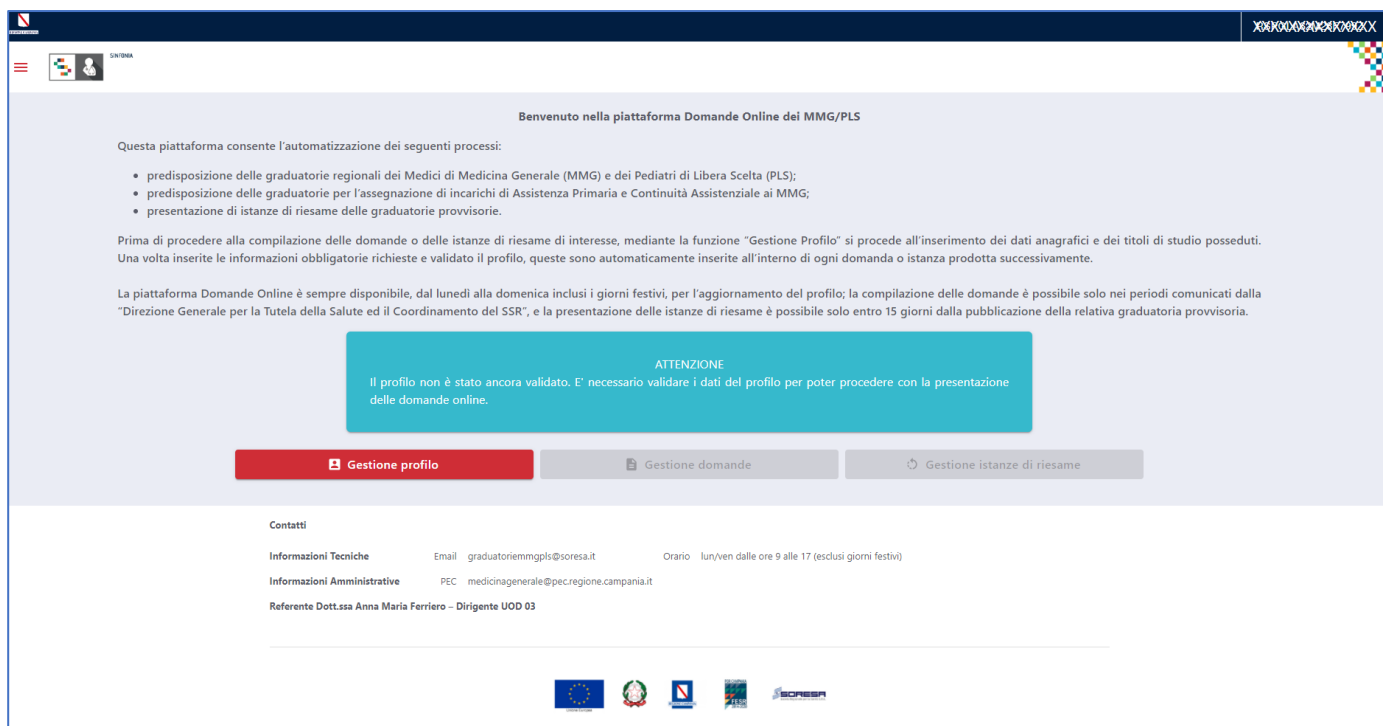 SINFONIA
Benvenuto nella piattaforma Domande Online dei MMG/PLS
Questa piattaforma consente l'automatizzazione dei seguenti processi:
• predisposizione delle graduatorie regionali dei Medici di Medicina Generale (MMG) e dei Pediatri di Libera Scelta (PLS);
• predisposizione delle graduatorie per l'assegnazione di incarichi di Assistenza Primaria e Continuità Assistenziale ai MMG;
• presentazione di istanze di riesame delle graduatorie provvisorie.
Prima di procedere alla compilazione delle domande o delle istanze di riesame di interesse, mediante la funzione "Gestione Profilo" si procede all'inserimento dei dati anagrafici e dei titoli di studio posseduti.
Una volta inserite le informazioni obbligatorie richieste e validato il profilo, queste sono automaticamente inserite all'interno di ogni domanda o istanza prodotta successivamente.
La piattaforma Domande Online è sempre disponibile, dal lunedì alla domenica inclusi i giorni festivi, per l'aggiornamento del profilo; la compilazione delle domande è possibile solo nei periodi comunicati dalla
"Direzione Generale per la Tutela della Salute ed il Coordinamento del SSR", e la presentazione delle istanze di riesame è possibile solo entro 15 giorni dalla pubblicazione della relativa graduatoria provvisoria.
ATTENZIONE
Il profilo non è stato ancora validato. E' necessario validare i dati del profilo per poter procedere con la presentazione
delle domande online.
Gestione profilo Gestione domande Gestione istanze di riesame
Contatti
Informazioni Tecniche Email graduatoriemmgpls@soresa.it Orario lun/ven dalle ore 9 alle 17 (esclusi giorni festivi)
Informazioni Amministrative PEC medicinagenerale@pec.regione.campania.it
Referente Dott.ssa Anna Maria Ferriero – Dirigente UOD 03
FESR
SORESA